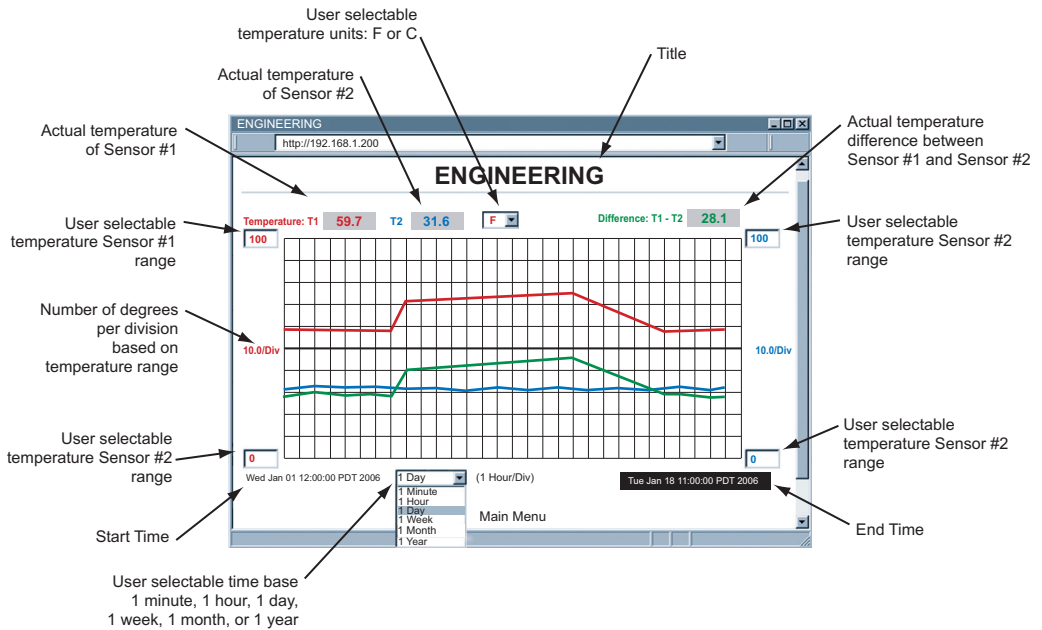 User selectable
temperature units: F or C
Title
Actual temperature
of Sensor #2
Actual temperature
of Sensor #1
Actual temperature
difference between
Sensor #1 and Sensor #2
ENGINEERING
http://192.168.1.200
ENGINEERING
Temperature: T1 59.7 T2 31.6 F Difference: T1 - T2 28.1
User selectable
temperature Sensor #1
range
100
100
User selectable
temperature Sensor #2
range
Number of degrees
per division
based on
temperature range
10.0/Div
10.0/Div
User selectable
temperature Sensor #2
range
0
0
User selectable
temperature Sensor #2
range
Wed Jan 01 12:00:00 PDT 2006 1 Day (1 Hour/Div) Tue Jan 18 11:00:00 PDT 2006
1 Minute
1 Hour
1 Day
1 Week
1 Month
1 Year
Main Menu
Start Time
End Time
User selectable time base
1 minute, 1 hour, 1 day,
1 week, 1 month, or 1 year